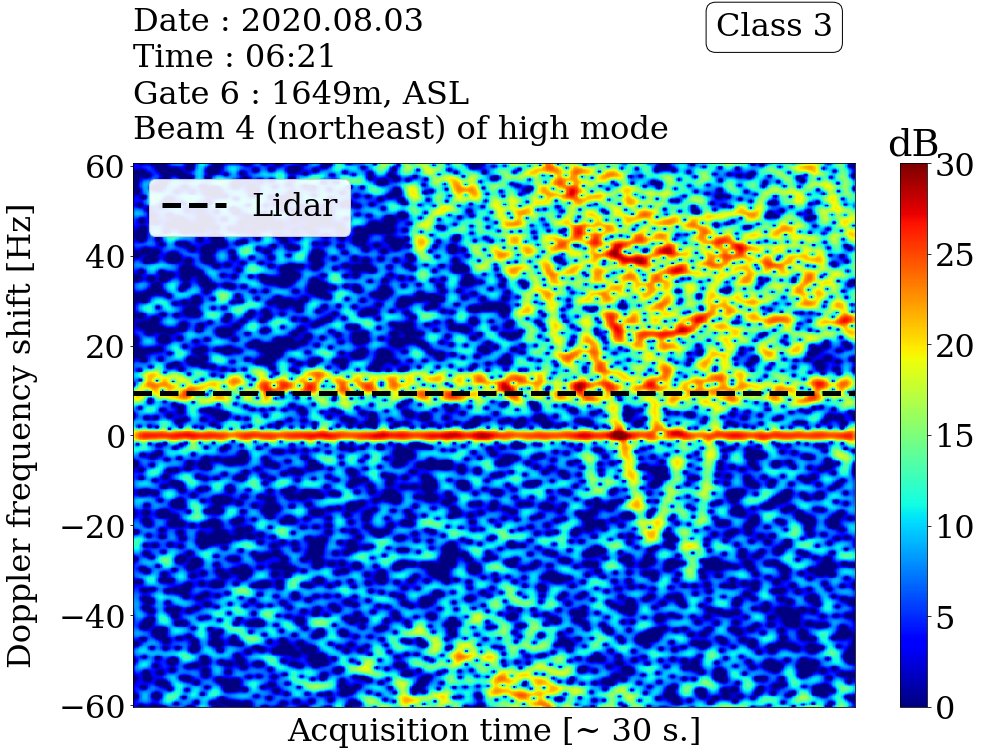 Date : 2020.08.03
Time : 06:21
Gate 6 : 1649m, ASL
Beam 4 (northeast) of high mode
Class 3
dB
Lidar
Doppler frequency shift [Hz]
60
40
20
0
−20
−40
−60
Acquisition time [~ 30 s.]
30
25
20
15
10
5
0